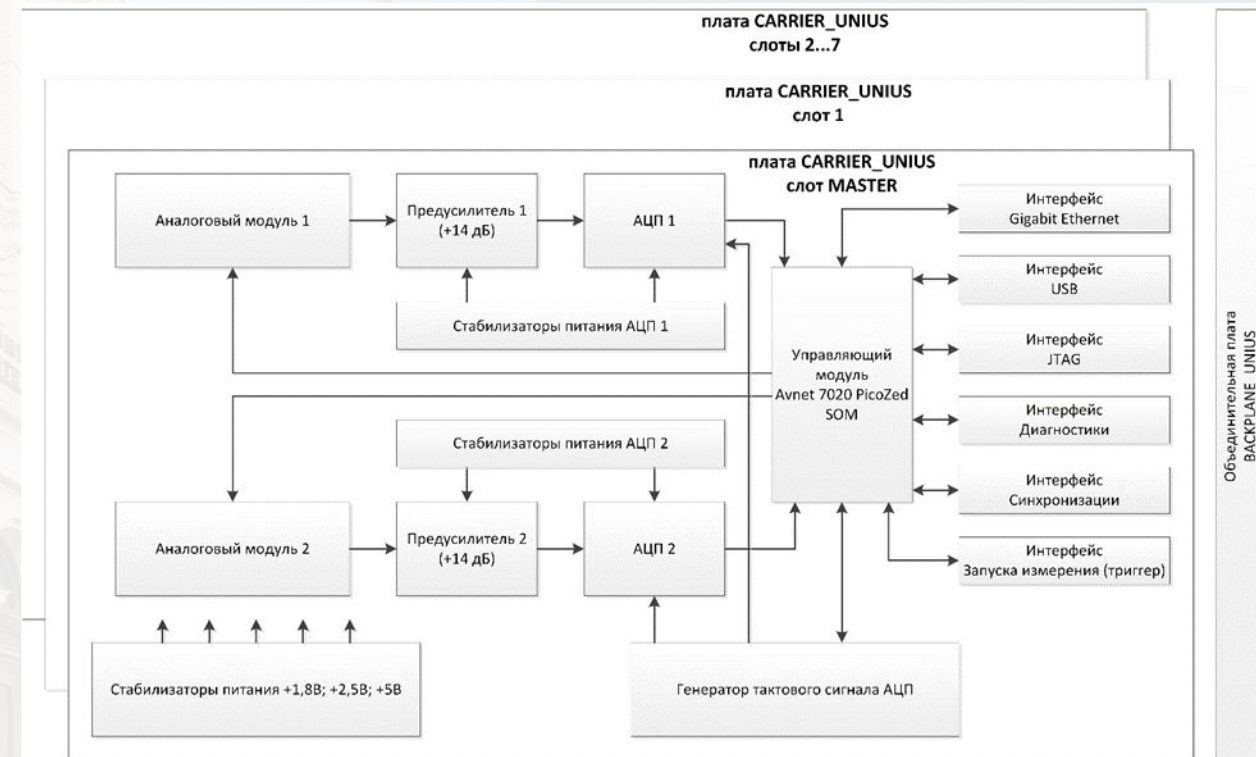 плата CARRIER_UNIUS
слоты 2...7
плата CARRIER_UNIUS
слот 1
плата CARRIER_UNIUS
слот MASTER
Аналоговый модуль 1
Предусилитель 1
(+14 дБ)
АЦП 1
Стабилизаторы питания АЦП 1
Управляющий
модуль
Avnet 7020 PicoZed
SOM
Интерфейс
Gigabit Ethernet
Интерфейс
USB
Интерфейс
JTAG
Интерфейс
Диагностики
Интерфейс
Синхронизации
Интерфейс
Запуска измерения (триггер)
Стабилизаторы питания АЦП 2
Аналоговый модуль 2
Предусилитель 2
(+14 дБ)
АЦП 2
Стабилизаторы питания +1,8В; +2,5В; +5В
Генератор тактового сигнала АЦП
Объединительная плата
BACKPLANE_UNIUS